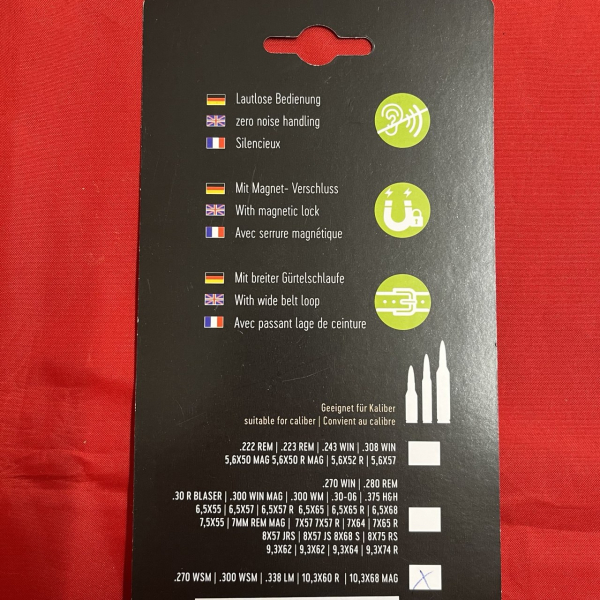 Lautlose Bedienung
zero noise handling
Silencieux
Mit Magnet- Verschluss
With magnetic lock
Avec serrure magnétique
Mit breiter Gürtelschlaufe
With wide belt loop
Avec passant lage de ceinture
Geeignet für Kaliber
suitable for caliber | Convient au calibre
.222 REM | .223 REM | .243 WIN | .308 WIN
5,6X50 MAG 5,6X50 R MAG | 5,6X52 R | 5,6X57
.270 WIN | .280 REM
.30 R BLASER | .300 WIN MAG | .300 WM | .30-06 | .375 H&H
6,5X55 | 6,5X57 | 6,5X57 R 6,5X65 | 6,5X65 R | 6,5X68
7,5X55 | 7MM REM MAG | 7X57 7X57 R | 7X64 | 7X65 R
8X57 JRS | 8X57 JS 8X68 S | 8X75 RS
9,3X62 | 9,3X62 | 9,3X64 | 9,3X74 R
.270 WSM | .300 WSM | .338 LM | 10,3X60 R | 10,3X68 MAG X